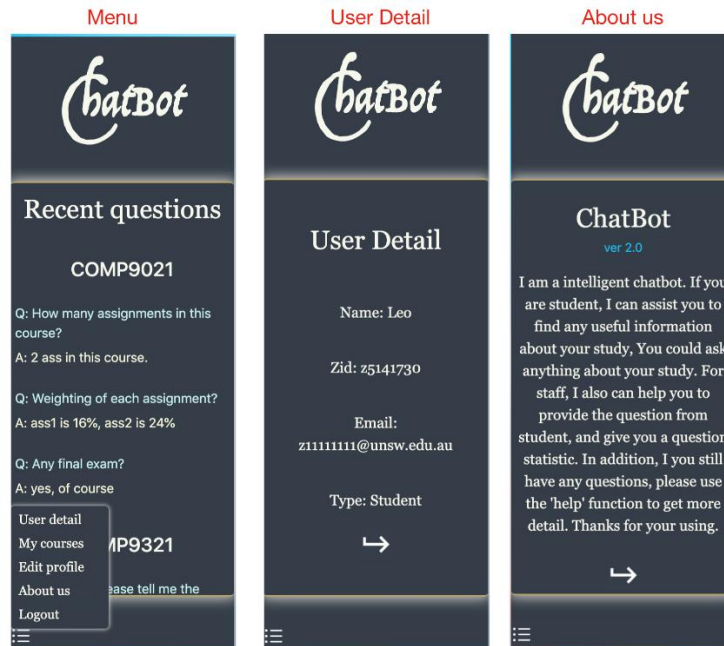 Menu
User Detail
About us
ChatBot
ChatBot
ChatBot
Recent questions
COMP9021
Q: How many assignments in this
course?
A: 2 ass in this course.
Q: Weighting of each assignment?
A: ass1 is 16%, ass2 is 24%
Q: Any final exam?
A: yes, of course
MP9321
ease tell me the
User detail
My courses
Edit profile
About us
Logout
User Detail
Name: Leo
Zid: z5141730
Email:
z11111111@unsw.edu.au
Type: Student
ChatBot
ver 2.0
I am a intelligent chatbot. If you
are student, I can assist you to
find any useful information
about your study, You could ask
anything about your study. For
staff, I also can help you to
provide the question from
student, and give you a question
statistic. In addition, I you still
have any questions, please use
the 'help' function to get more
detail. Thanks for your using.